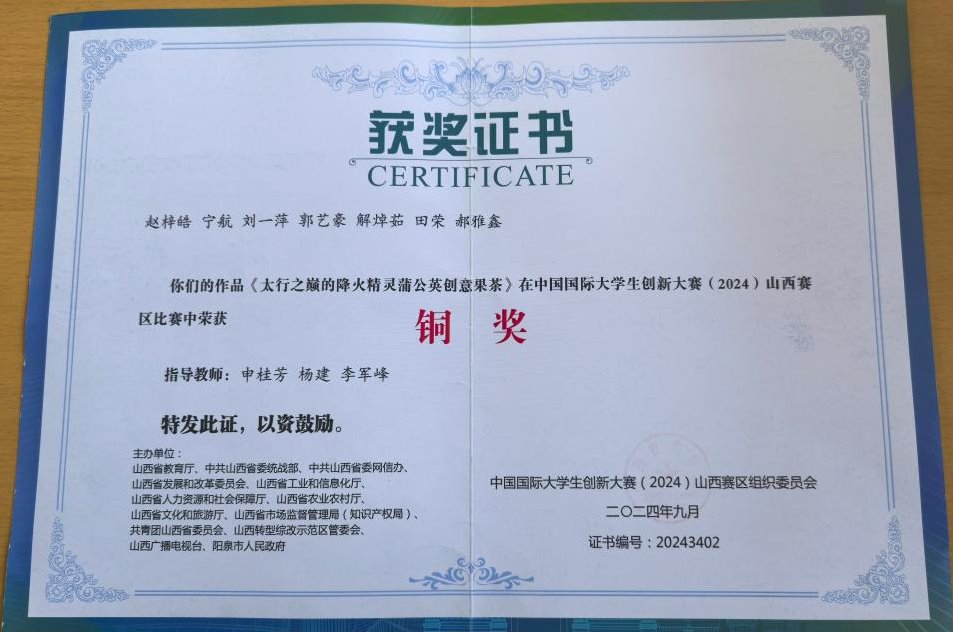 获奖证书
CERTIFICATE
赵梓皓 宁航 刘一萍 郭艺豪 解焯茹 田荣 郝雅鑫
你们的作品《太行之巅的降火精灵蒲公英创意果茶》在中国国际大学生创新大赛（2024）山西赛
区比赛中荣获
铜 奖
指导教师：申桂芳 杨建 李军峰
特发此证，以资鼓励。
主办单位：
山西省教育厅、中共山西省委统战部、中共山西省委网信办、
山西省发展和改革委员会、山西省工业和信息化厅、
山西省人力资源和社会保障厅、山西省农业农村厅、
山西省文化和旅游厅、山西省市场监督管理局（知识产权局）、
共青团山西省委员会、山西转型综改示范区管委会、
山西广播电视台、阳泉市人民政府
中国国际大学生创新大赛（2024）山西赛区组织委员会
二〇二四年九月
证书编号：20243402